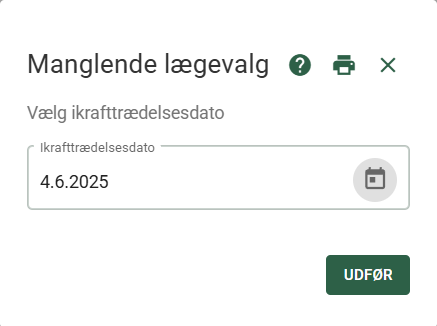 Manglende lægevalg
Vælg ikrafttrædelsesdato
Ikrafttrædelsesdato
4.6.2025
UDFØR